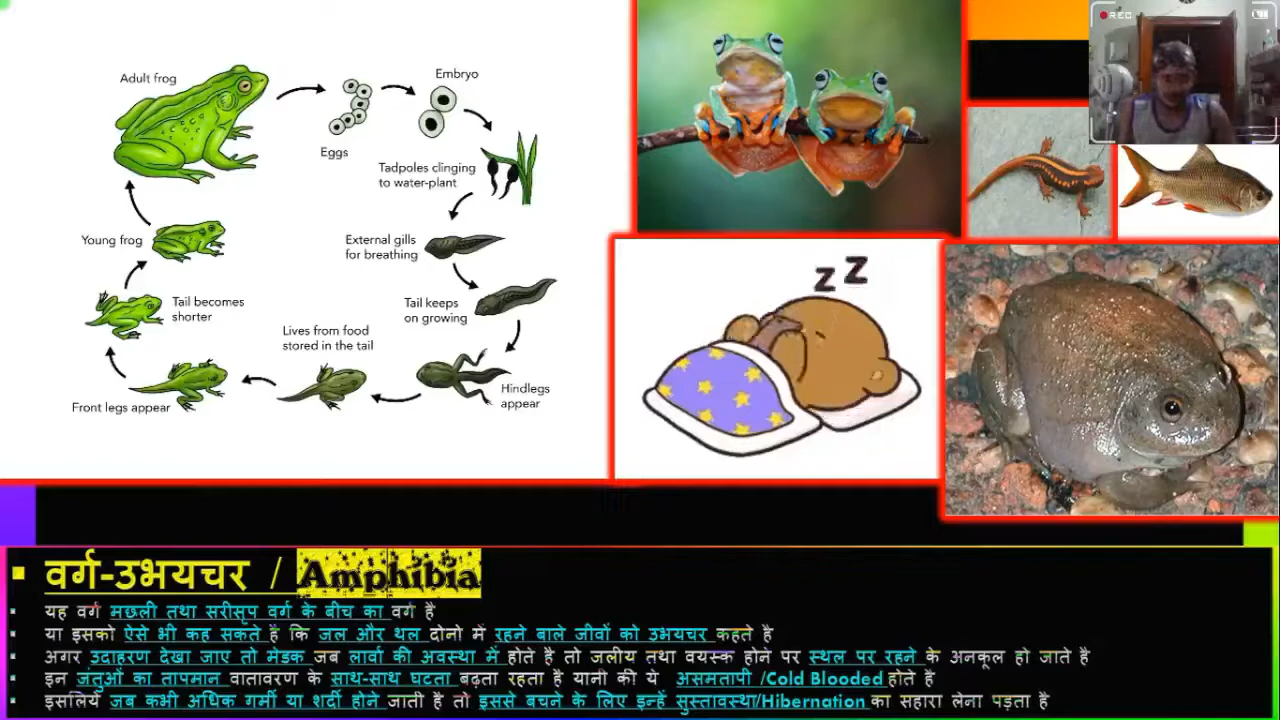 REC
Adult frog
Eggs
Embryo
Tadpoles clinging
to water-plant
External gills
for breathing
Tail keeps
on growing
Hindlegs
appear
Lives from food
stored in the tail
Front legs appear
Tail becomes
shorter
Young frog
z z
वर्ग-उभयचर / Amphibia
यह वर्ग मछली तथा सरीसृप वर्ग के बीच का वर्ग है
या इसको ऐसे भी कह सकते है कि जल और थल दोनो में रहने बाले जीवों को उभयचर कहते है
अगर उदाहरण देखा जाए तो मेंडक जब लार्वा की अवस्था में होते है तो जलीय तथा वयस्क होने पर स्थल पर रहने के अनकूल हो जाते है
इन जंतुओं का तापमान वातावरण के साथ-साथ घटता बढ़ता रहता है यानी की ये असमतापी /Cold Blooded होते है
इसलिये जब कभी अधिक गर्मी या शर्दी होने जाती है तो इससे बचने के लिए इन्हें सुस्तावस्था/Hibernation का सहारा लेना पड़ता है